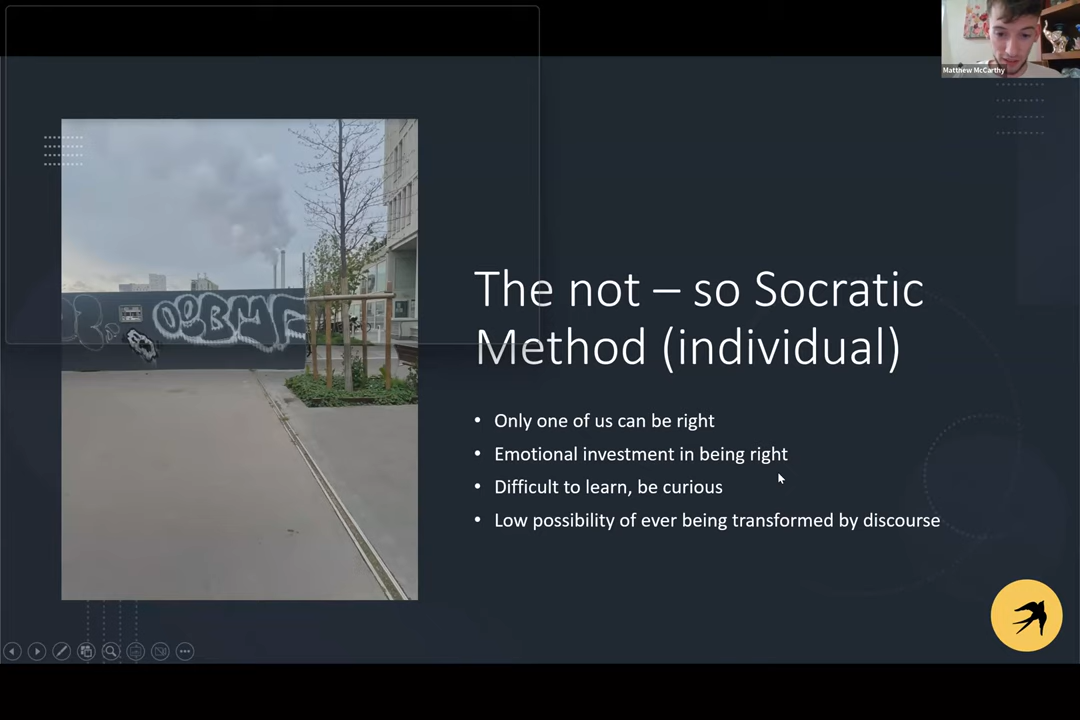 Matthew McCarthy
The not – so Socratic
Method (individual)
• Only one of us can be right
• Emotional investment in being right
• Difficult to learn, be curious
• Low possibility of ever being transformed by discourse